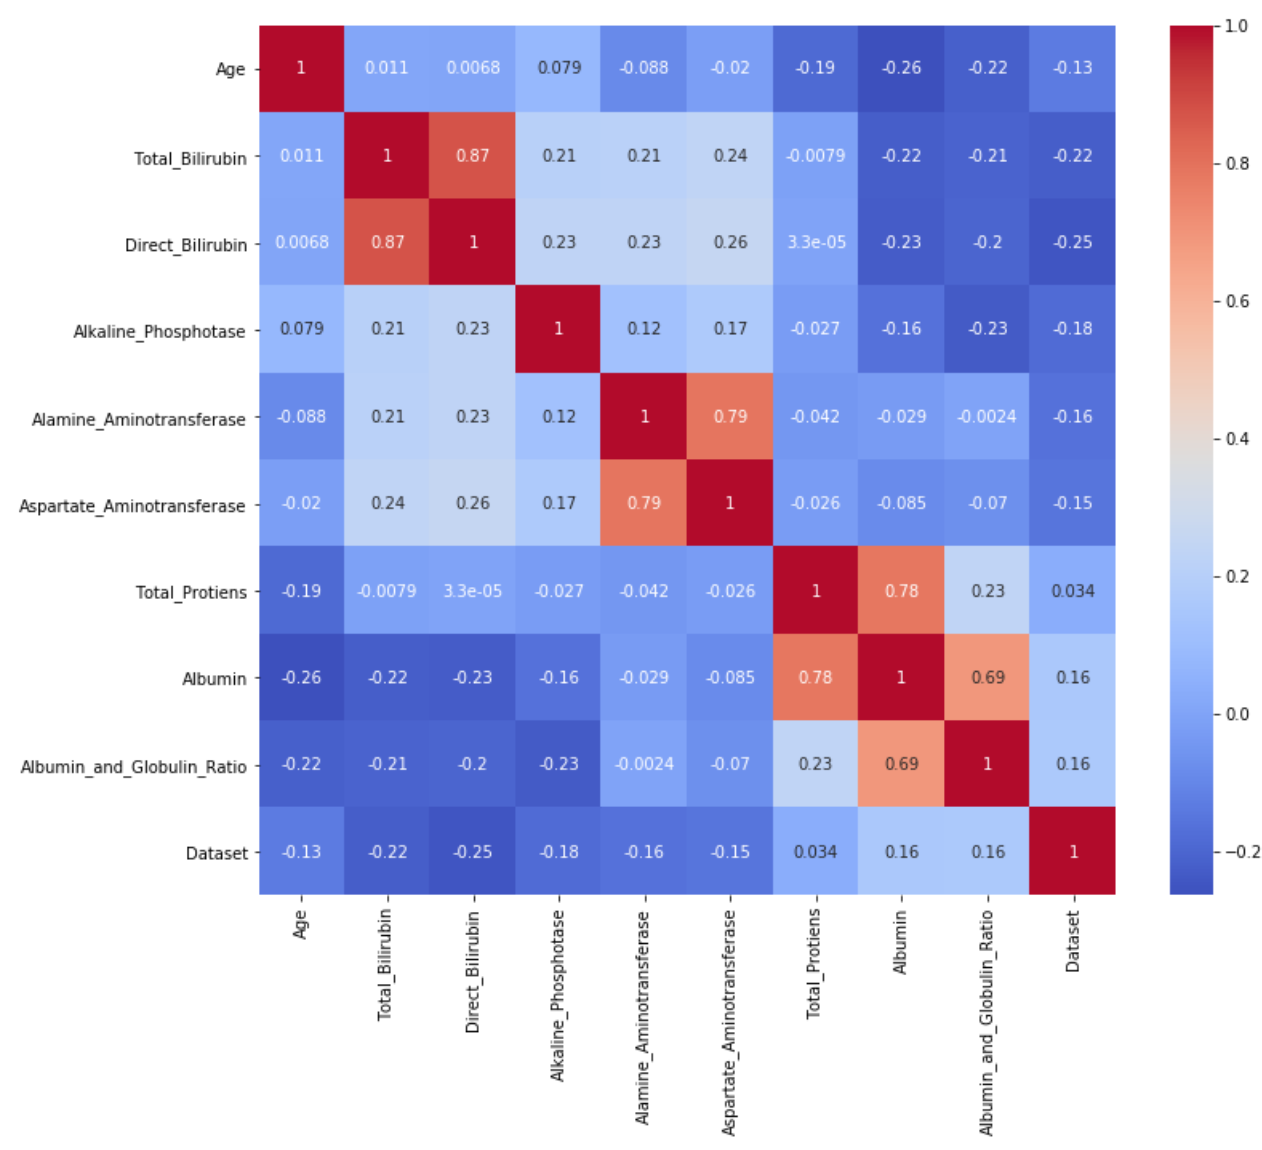 Age 1 0.011 0.0068 0.079 -0.088 -0.02 -0.19 -0.26 -0.22 -0.13
Total_Bilirubin 0.011 1 0.87 0.21 0.21 0.24 -0.0079 -0.22 -0.21 -0.22
Direct_Bilirubin 0.0068 0.87 1 0.23 0.23 0.26 3.3e-05 -0.23 -0.2 -0.25
Alkaline_Phosphotase 0.079 0.21 0.23 1 0.12 0.17 -0.027 -0.16 -0.23 -0.18
Alamine_Aminotransferase -0.088 0.21 0.23 0.12 1 0.79 -0.042 -0.029 -0.0024 -0.16
Aspartate_Aminotransferase -0.02 0.24 0.26 0.17 0.79 1 -0.026 -0.085 -0.07 -0.15
Total_Protiens -0.19 -0.0079 3.3e-05 -0.027 -0.042 -0.026 1 0.78 0.23 0.034
Albumin -0.26 -0.22 -0.23 -0.16 -0.029 -0.085 0.78 1 0.69 0.16
Albumin_and_Globulin_Ratio -0.22 -0.21 -0.2 -0.23 -0.0024 -0.07 0.23 0.69 1 0.16
Dataset -0.13 -0.22 -0.25 -0.18 -0.16 -0.15 0.034 0.16 0.16 1
Age
Total_Bilirubin
Direct_Bilirubin
Alkaline_Phosphotase
Alamine_Aminotransferase
Aspartate_Aminotransferase
Total_Protiens
Albumin
Albumin_and_Globulin_Ratio
Dataset
1.0
0.8
0.6
0.4
0.2
0.0
−0.2